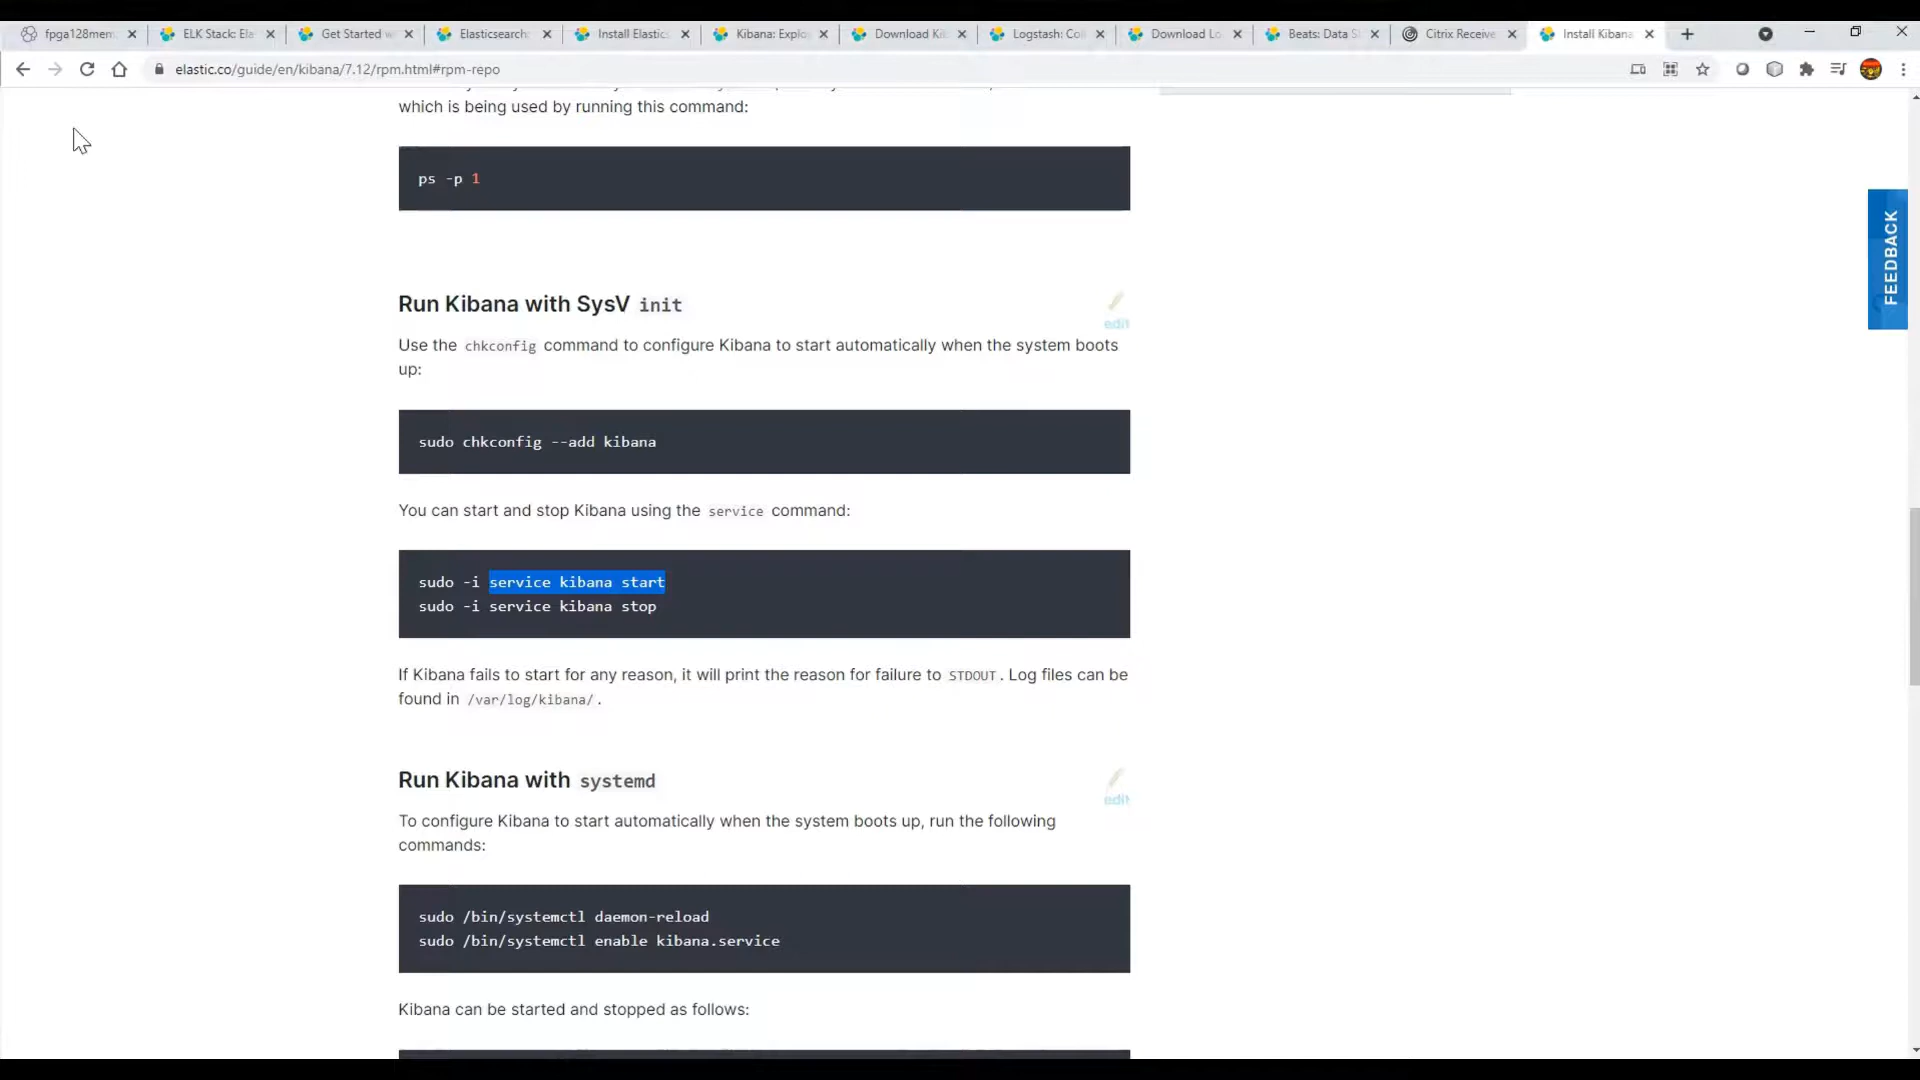 fpga128mem
ELK Stack: Ela
Get Started w
Elasticsearch:
Install Elastic
Kibana: Explo
Download Ki
Logstash: Co
Download Lo
Beats: Data S
Citrix Receive
Install Kibana
elastic.co/guide/en/kibana/7.12/rpm.html#rpm-repo
which is being used by running this command:
ps -p 1
Run Kibana with SysV init
edit
Use the chkconfig command to configure Kibana to start automatically when the system boots
up:
sudo chkconfig --add kibana
You can start and stop Kibana using the service command:
sudo -i service kibana start
sudo -i service kibana stop
If Kibana fails to start for any reason, it will print the reason for failure to STDOUT. Log files can be
found in /var/log/kibana/.
Run Kibana with systemd
edit
To configure Kibana to start automatically when the system boots up, run the following
commands:
sudo /bin/systemctl daemon-reload
sudo /bin/systemctl enable kibana.service
Kibana can be started and stopped as follows:
FEEDBACK